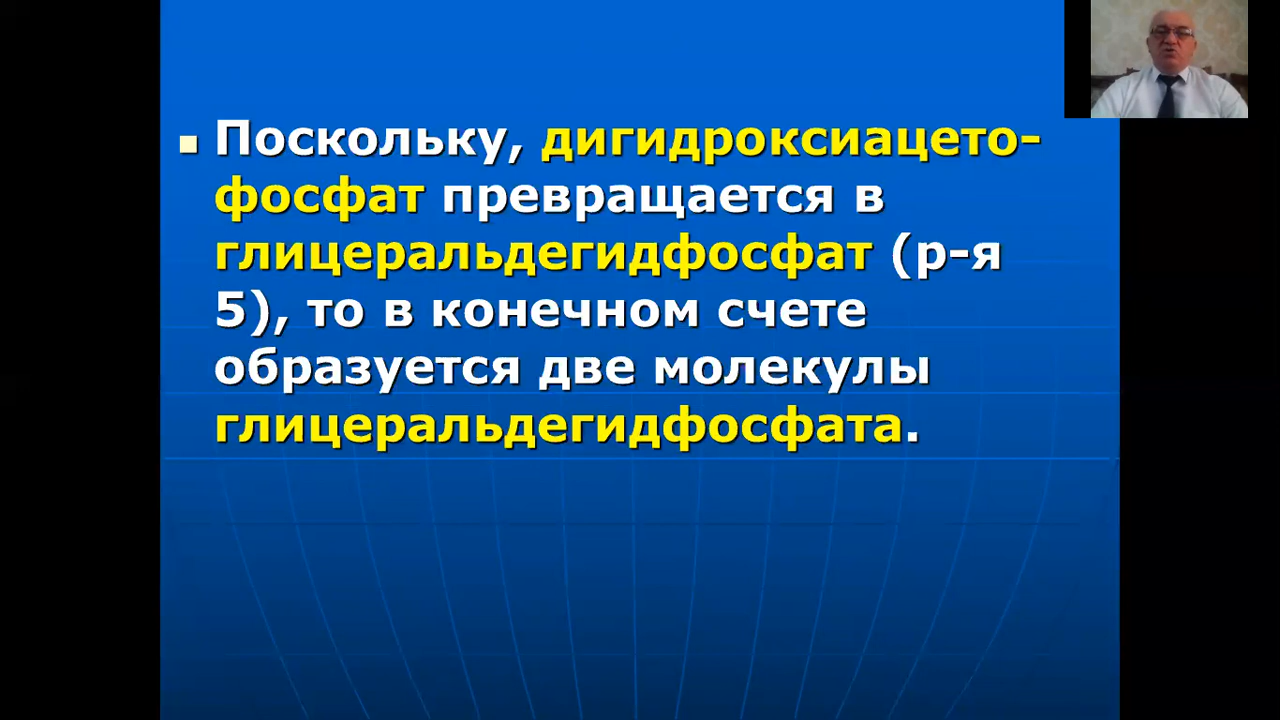 Поскольку, дигидроксиацето-
фосфат превращается в
глицеральдегидфосфат (р-я
5), то в конечном счете
образуется две молекулы
глицеральдегидфосфата.